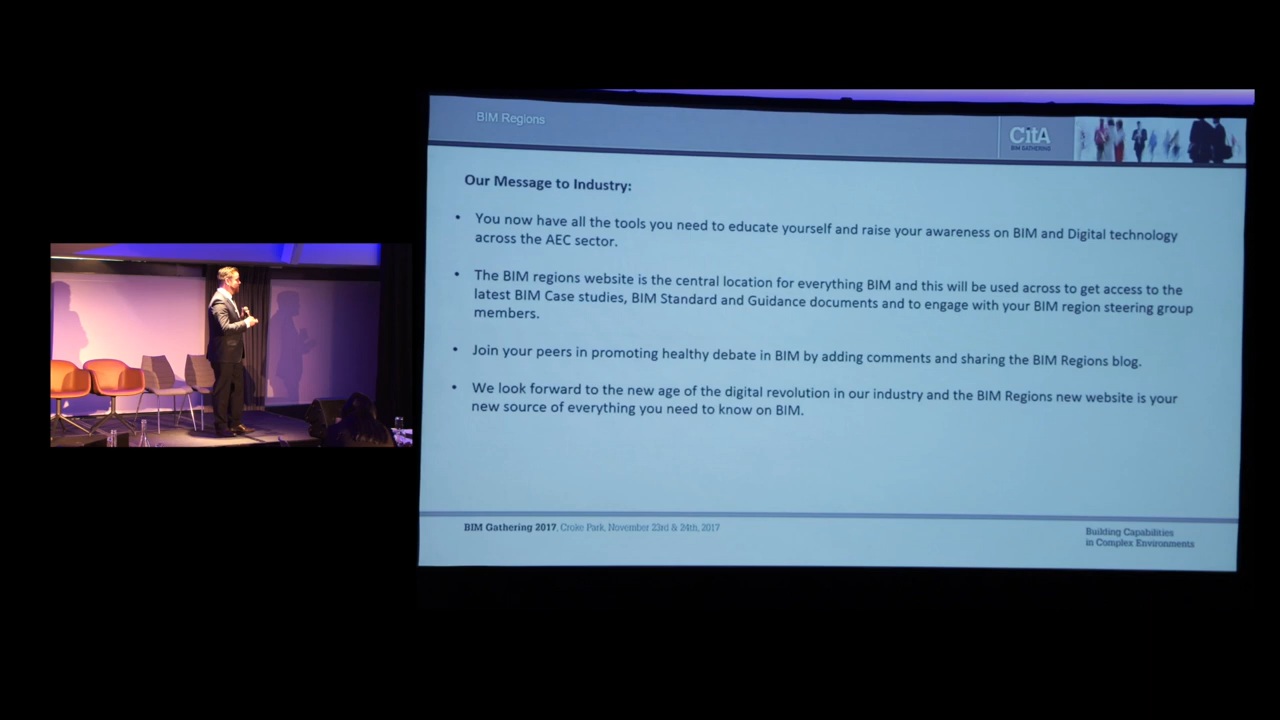 BIM Regions
CitA
BIM GATHERING
Our Message to Industry:
• You now have all the tools you need to educate yourself and raise your awareness on BIM and Digital technology
across the AEC sector.
• The BIM regions website is the central location for everything BIM and this will be used across to get access to the
latest BIM Case studies, BIM Standard and Guidance documents and to engage with your BIM region steering group
members.
• Join your peers in promoting healthy debate in BIM by adding comments and sharing the BIM Regions blog.
• We look forward to the new age of the digital revolution in our industry and the BIM Regions new website is your
new source of everything you need to know on BIM.
BIM Gathering 2017, Croke Park, November 23rd & 24th, 2017
Building Capabilities
in Complex Environments